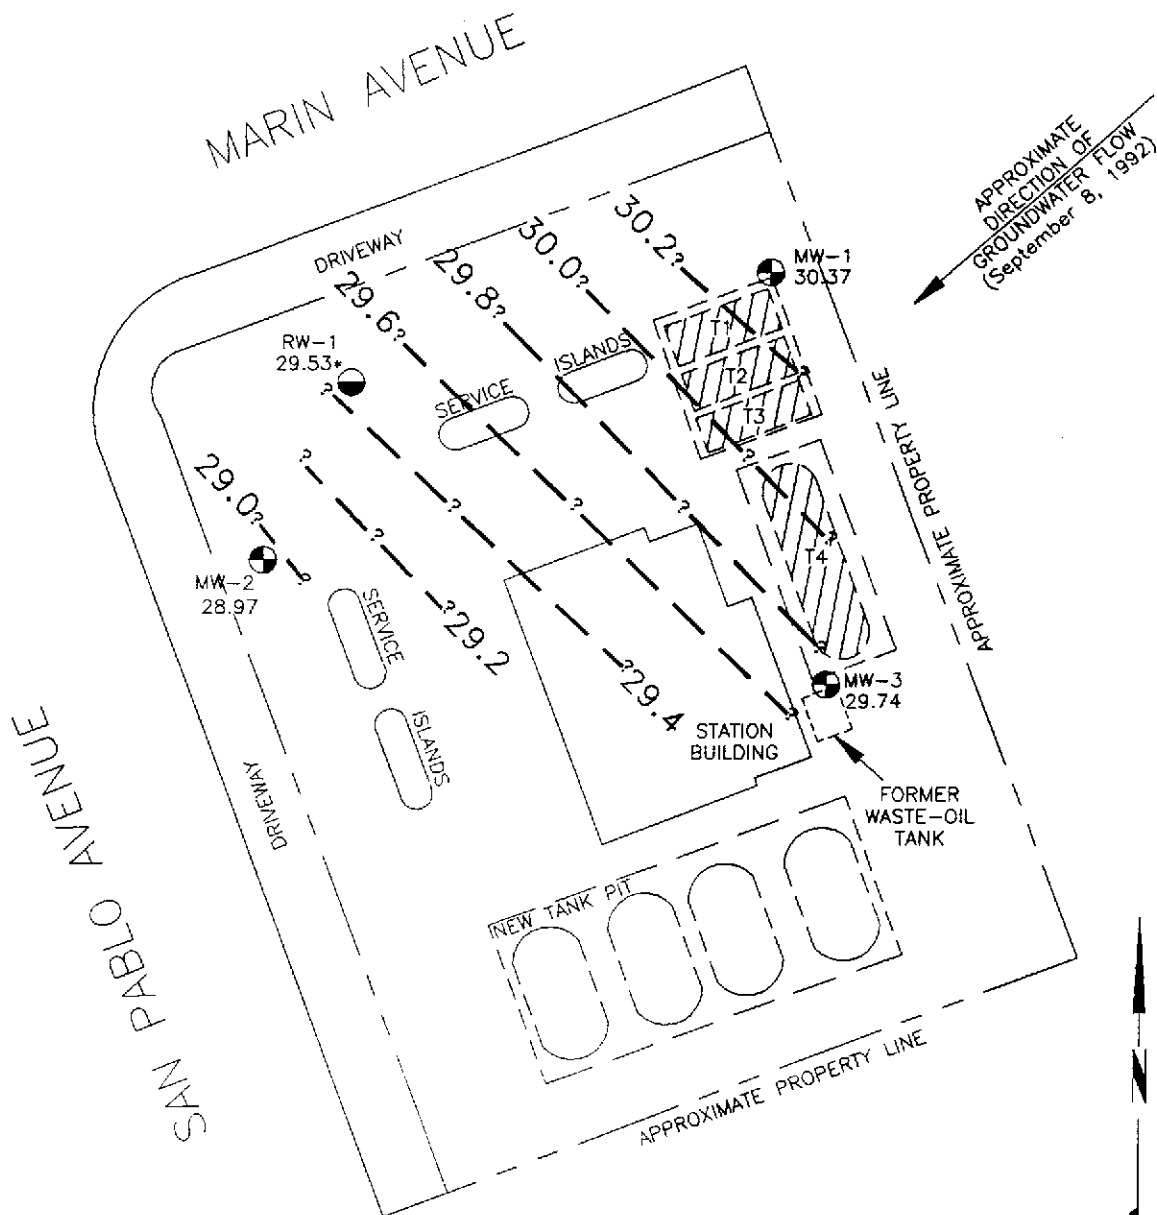 MARIN AVENUE
APPROXIMATE
DIRECTION OF
GROUNDWATER FLOW
(September 8, 1992)
DRIVEWAY
30.2?
30.0?
29.8?
29.6?
MW-1
30.37
RW-1
29.53*
?
ISLANDS
SERVICE
T1
T2
T3
?
?
?
?
?
?
?
29.0?
?
MW-2
28.97
SERVICE
ISLANDS
?29.2
?29.4
T4
?
?
?
MW-3
29.74
STATION
BUILDING
FORMER
WASTE-OIL
TANK
APPROXIMATE PROPERTY LINE
APPROXIMATE PROPERTY LINE
SAN PABLO AVENUE
DRIVEWAY
NEW TANK PIT
APPROXIMATE PROPERTY LINE
N